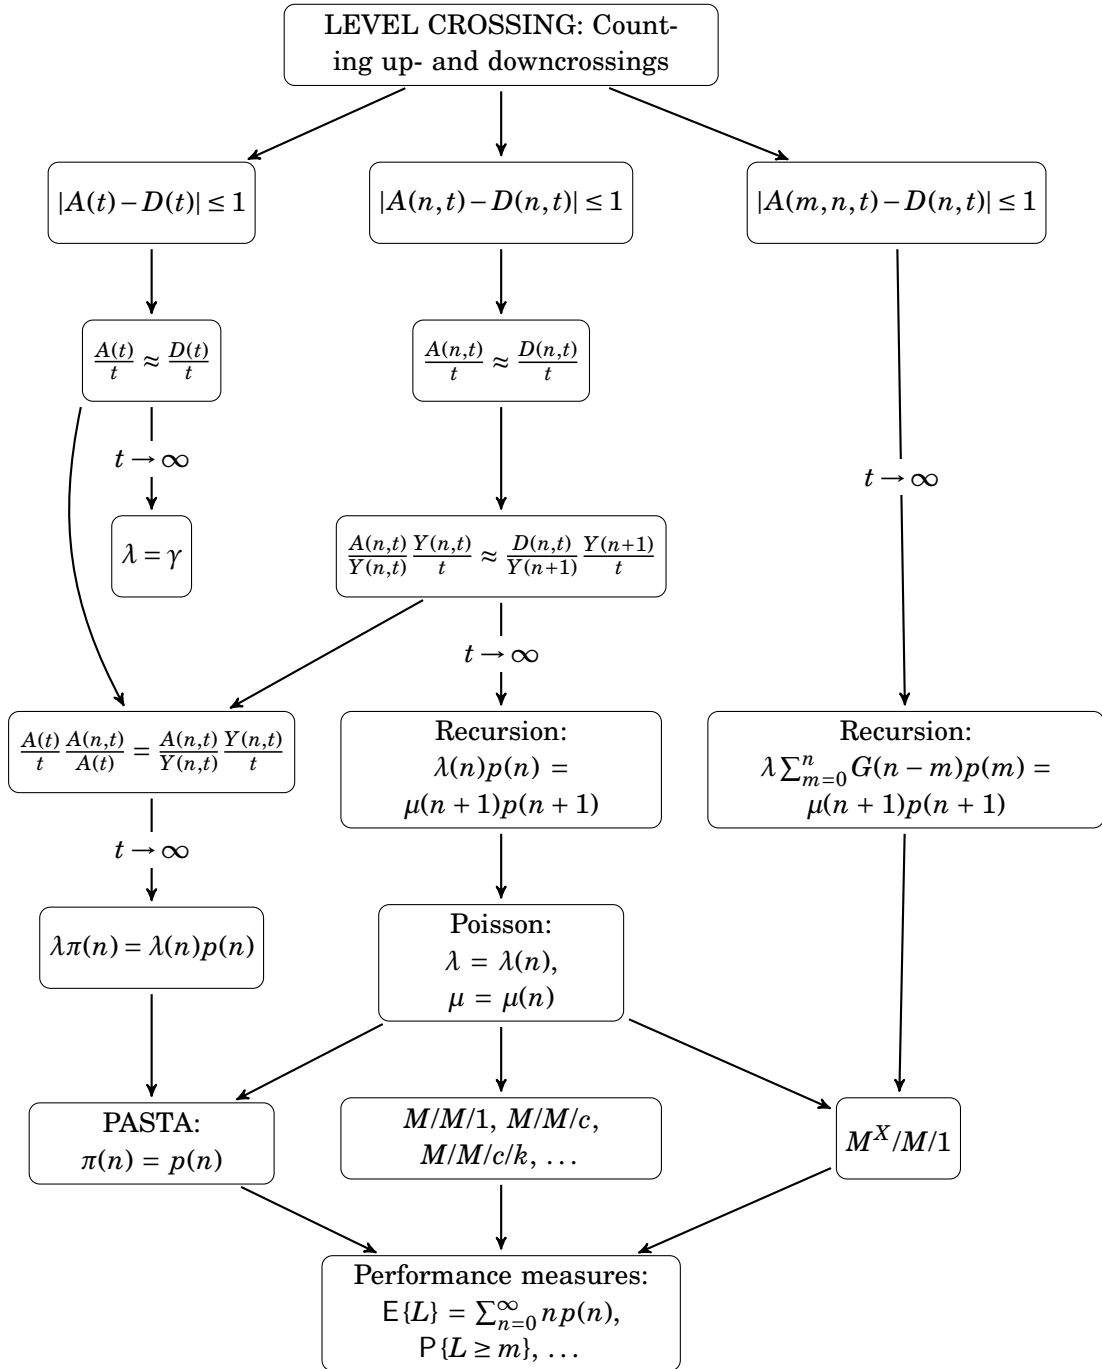 LEVEL CROSSING: Count-
ing up- and downcrossings
|A(t) − D(t)| ≤ 1
|A(n,t) − D(n,t)| ≤ 1
|A(m,n,t) − D(n,t)| ≤ 1
A(t)/t ≈ D(t)/t
A(n,t)/t ≈ D(n,t)/t
t → ∞
t → ∞
λ = γ
A(n,t)/Y(n,t) Y(n,t)/t ≈ D(n,t)/Y(n+1) Y(n+1)/t
t → ∞
A(t)/t A(n,t)/A(t) = A(n,t)/Y(n,t) Y(n,t)/t
Recursion:
λ(n)p(n) =
μ(n + 1)p(n + 1)
Recursion:
λ∑_{m=0}^{n} G(n − m)p(m) =
μ(n + 1)p(n + 1)
t → ∞
λπ(n) = λ(n)p(n)
Poisson:
λ = λ(n),
μ = μ(n)
PASTA:
π(n) = p(n)
M/M/1, M/M/c,
M/M/c/k, …
M^X/M/1
Performance measures:
E{L} = ∑_{n=0}^{∞} np(n),
P{L ≥ m}, …